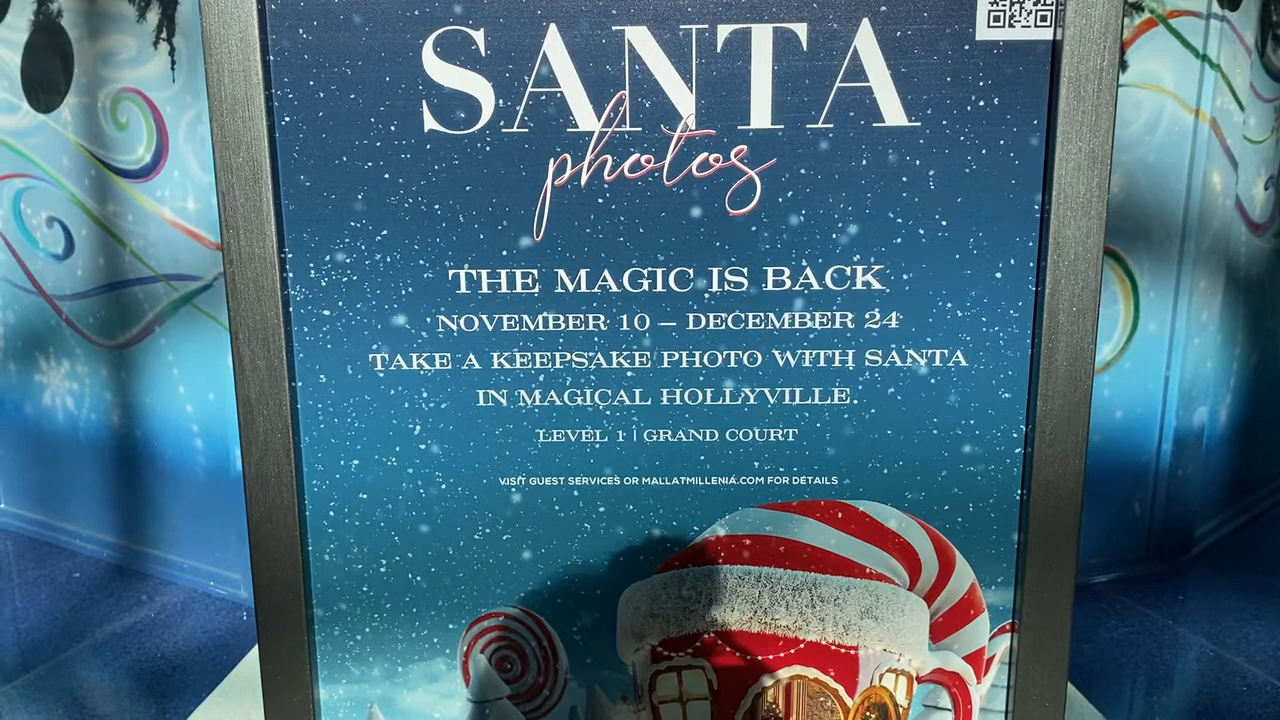 SANTA
photos
THE MAGIC IS BACK
NOVEMBER 10 – DECEMBER 24
TAKE A KEEPSAKE PHOTO WITH SANTA
IN MAGICAL HOLLYVILLE.
LEVEL 1 | GRAND COURT
VISIT GUEST SERVICES OR MALLATMILLENIA.COM FOR DETAILS